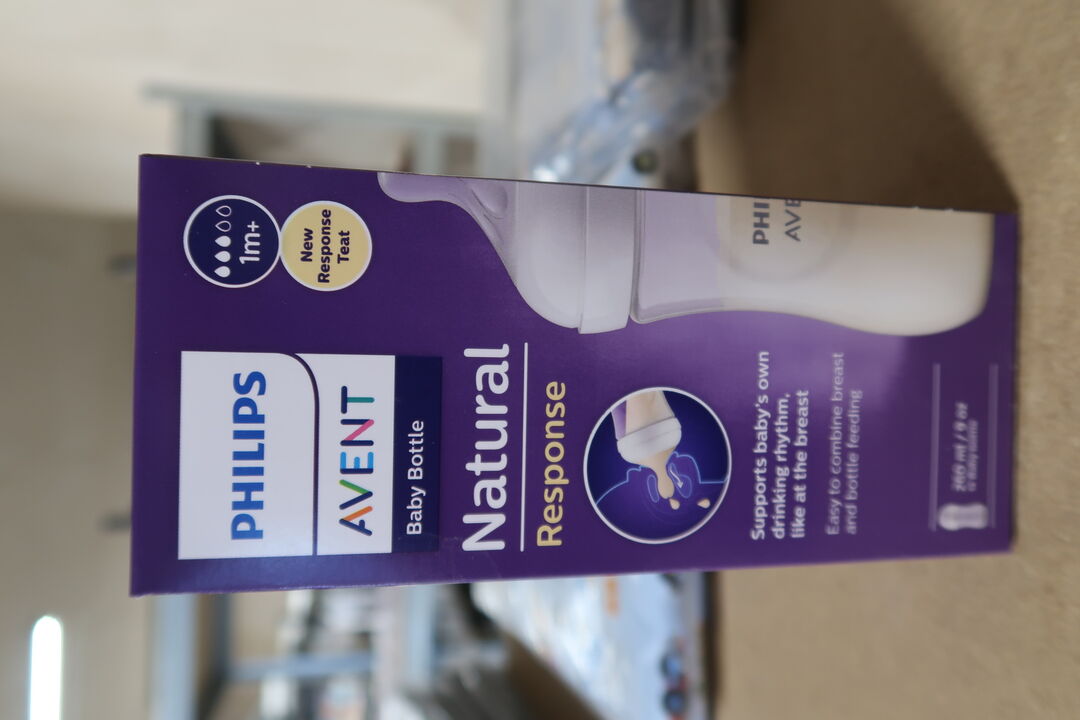 1m+
New
Response
Teat
PHILIPS
AVENT
Baby Bottle
Natural
Response
PHI
AVE
Supports baby's own
drinking rhythm,
like at the breast
Easy to combine breast
and bottle feeding
260 ml / 9 oz